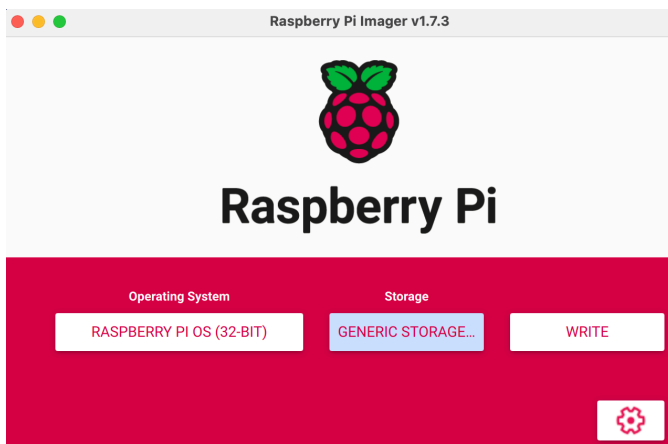 Raspberry Pi Imager v1.7.3
Raspberry Pi
Operating System
Storage
RASPBERRY PI OS (32-BIT)
GENERIC STORAGE...
WRITE